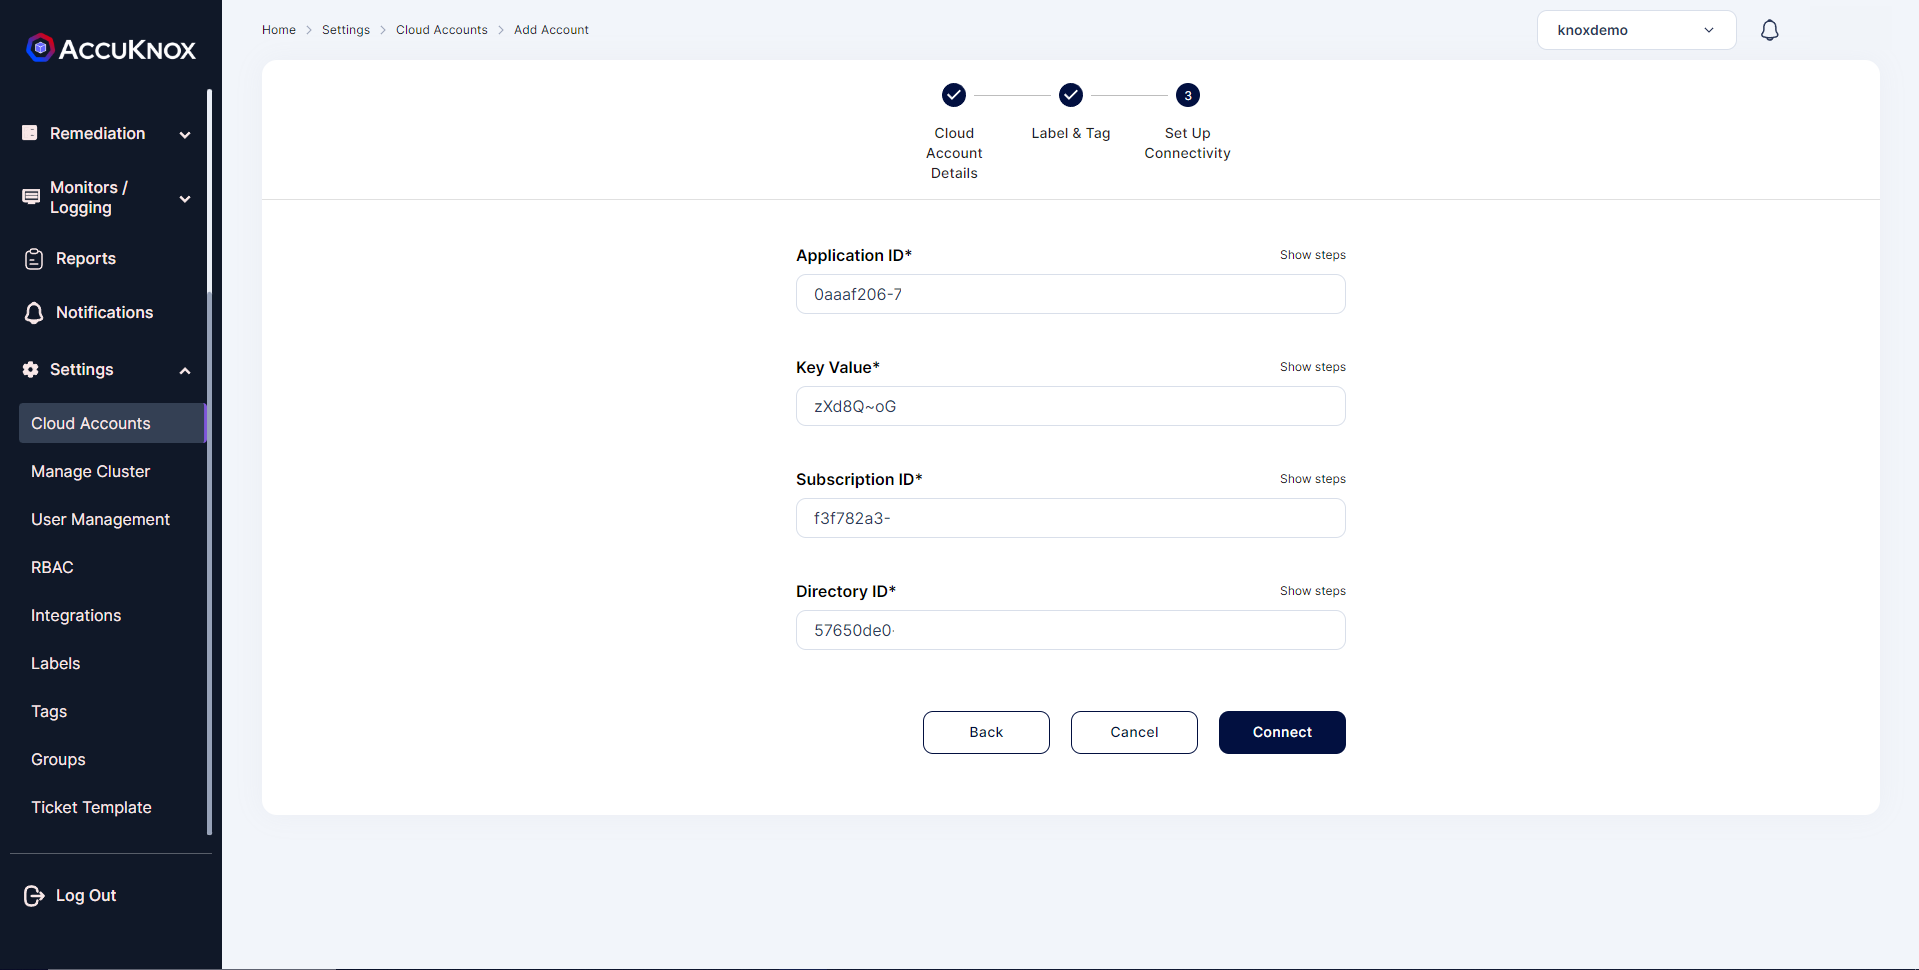 ACCUKNOX
Remediation
Monitors /
Logging
Reports
Notifications
Settings
Cloud Accounts
Manage Cluster
User Management
RBAC
Integrations
Labels
Tags
Groups
Ticket Template
Log Out
Home > Settings > Cloud Accounts > Add Account
knoxdemo
3
Cloud
Account
Details
Label & Tag
Set Up
Connectivity
Application ID* Show steps
0aaaf206-7
Key Value* Show steps
zXd8Q~oG
Subscription ID* Show steps
f3f782a3-
Directory ID* Show steps
57650de0-
Back Cancel Connect